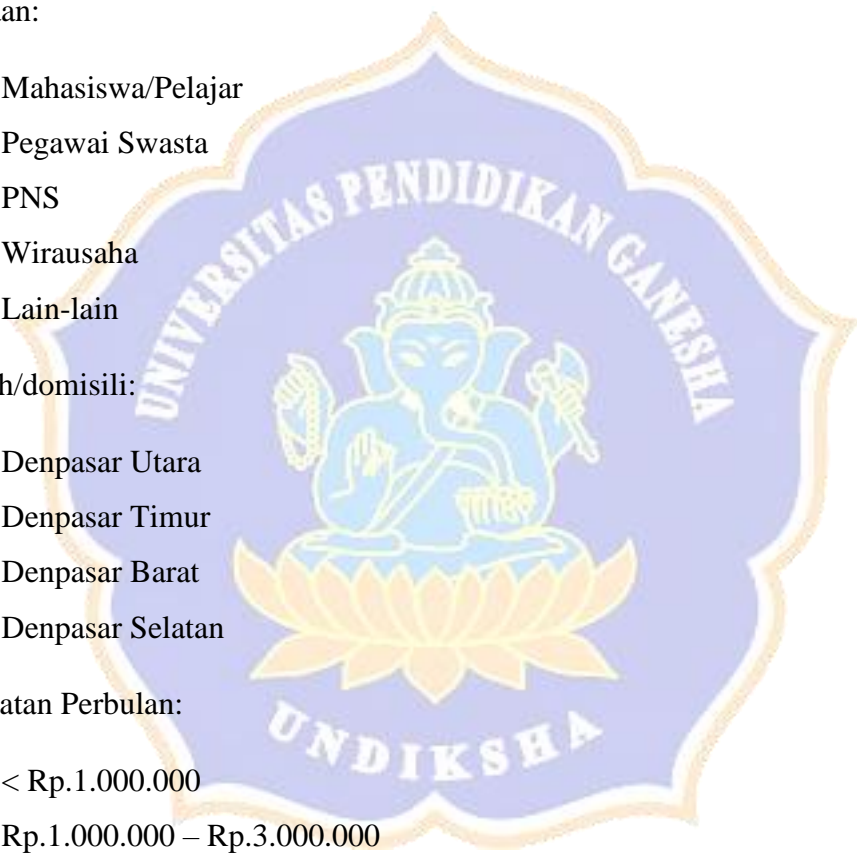 an:
Mahasiswa/Pelajar
Pegawai Swasta
PNS
Wirausaha
Lain-lain
h/domisili:
Denpasar Utara
Denpasar Timur
Denpasar Barat
Denpasar Selatan
atan Perbulan:
< Rp.1.000.000
Rp.1.000.000 – Rp.3.000.000
UNIVERSITAS PENDIDIKAN GANESHA
UNDIKSHA